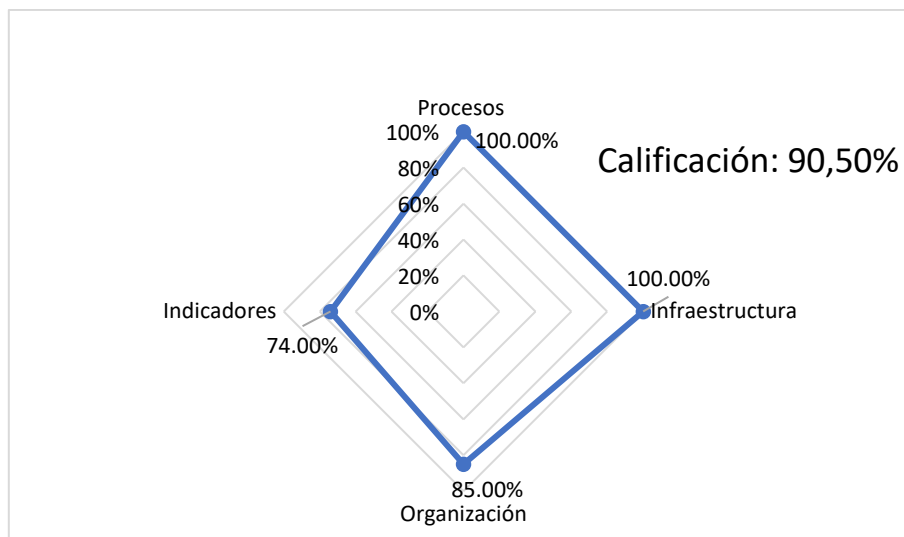 Procesos
100%
100.00%
Calificación: 90,50%
80%
60%
40%
20%
0%
100.00%
Indicadores
Infraestructura
74.00%
85.00%
Organización